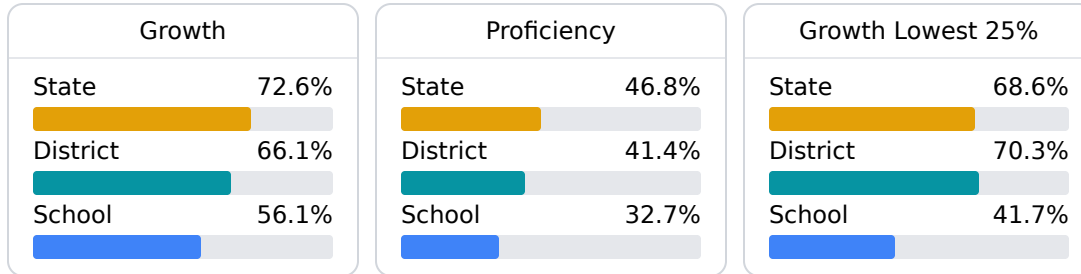 Growth
State 72.6%
District 66.1%
School 56.1%
Proficiency
State 46.8%
District 41.4%
School 32.7%
Growth Lowest 25%
State 68.6%
District 70.3%
School 41.7%